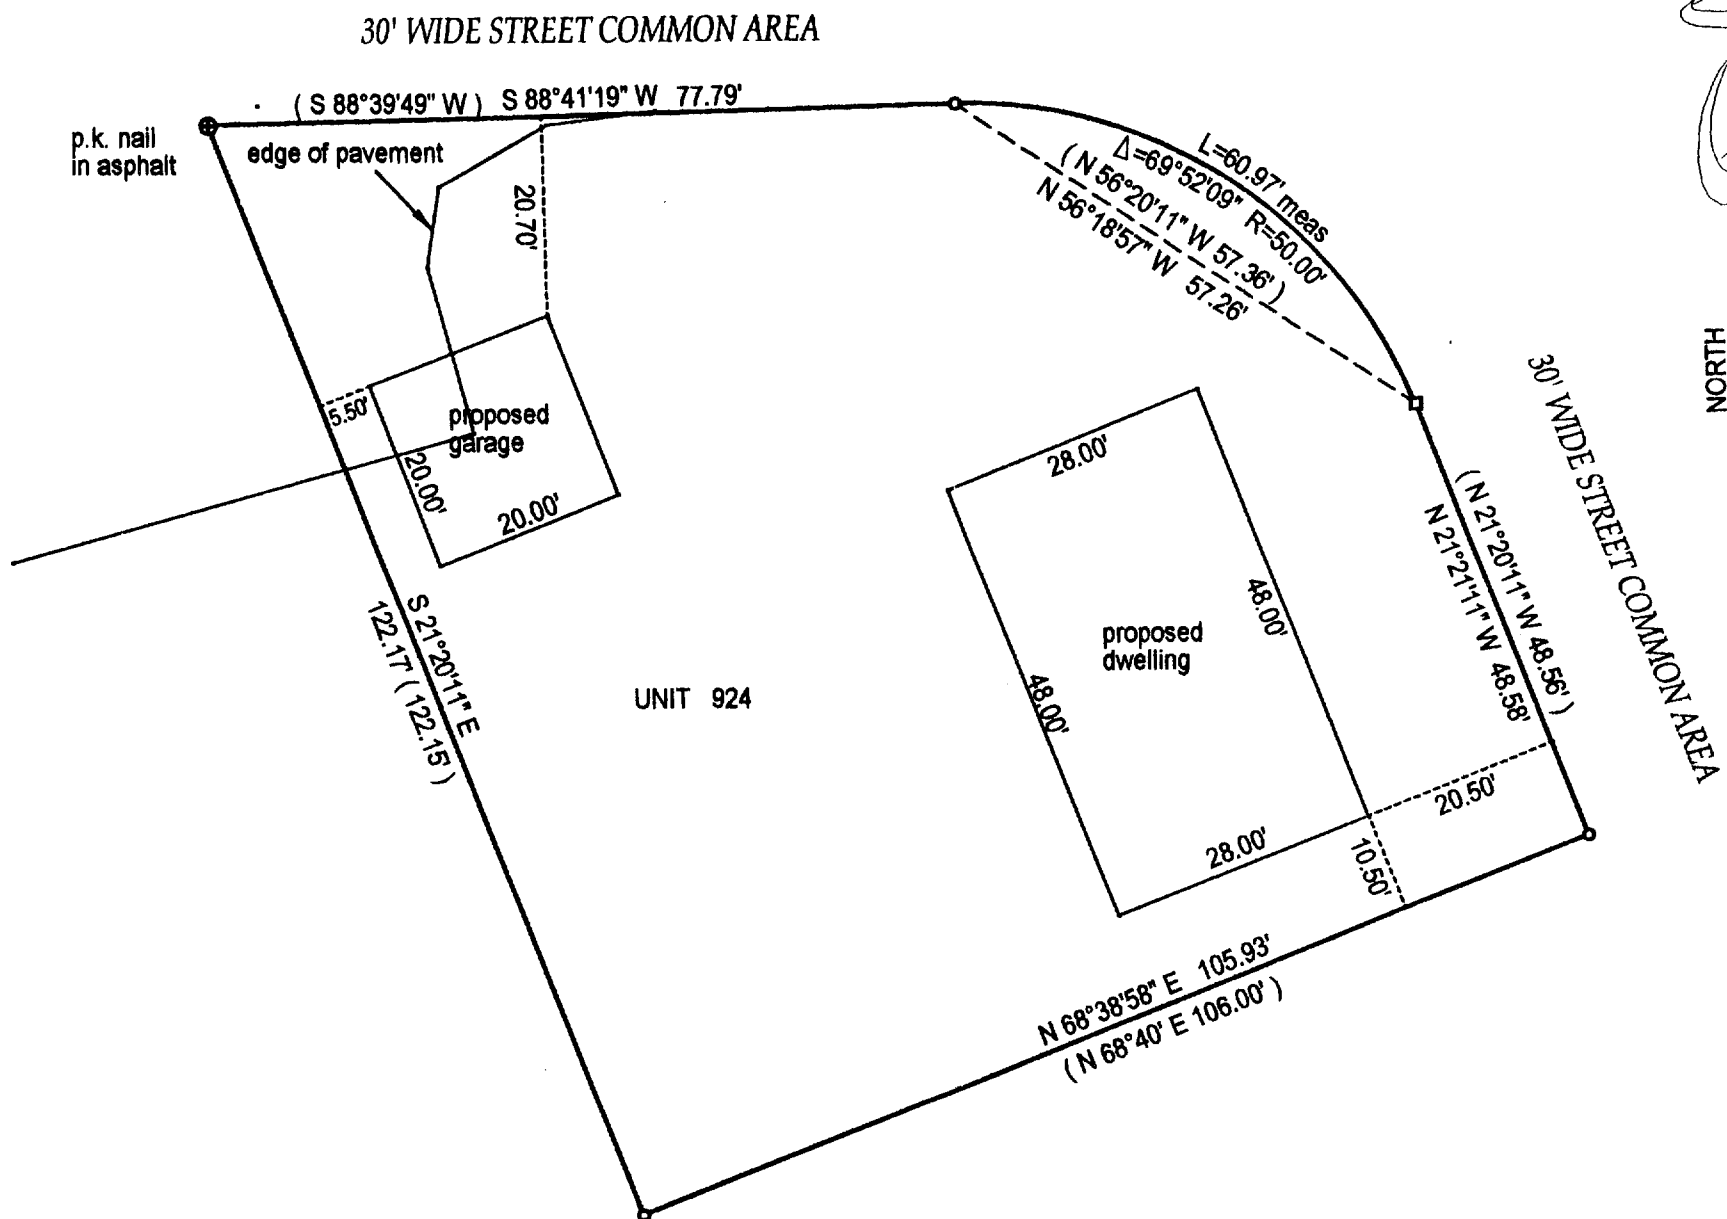 30' WIDE STREET COMMON AREA
( S 88°39'49" W ) S 88°41'19" W 77.79'
p.k. nail
in asphalt
edge of pavement
20.70'
L=60.97' meas
Δ=69°52'09" R=50.00'
( N 56°20'11" W 57.36' )
N 56°18'57" W 57.26'
NORTH
30' WIDE STREET COMMON AREA
5.50'
proposed
garage
20.00'
20.00'
28.00'
( N 21°20'11" W 48.56' )
N 21°21'11" W 48.58'
48.00'
proposed
dwelling
48.00'
S 21°20'11" E
122.17' ( 122.15' )
UNIT 924
20.50'
28.00'
10.50'
N 68°38'58" E 105.93'
( N 68°40' E 106.00' )